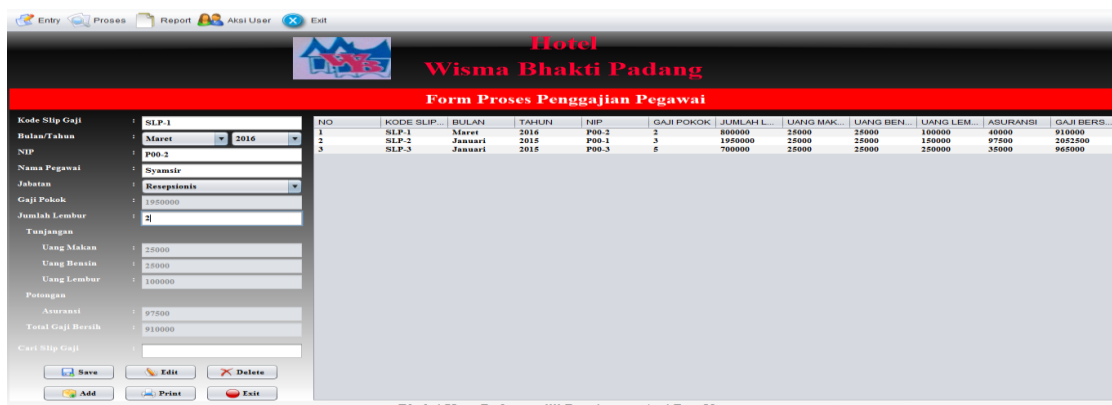 Entry Proses Report Aksi User Exit
Hotel
Wisma Bhakti Padang
Form Proses Penggajian Pegawai
Kode Slip Gaji : SLP-1
Bulan/Tahun : Maret 2016
NIP : P00-2
Nama Pegawai : Syamsir
Jabatan : Resepsionis
Gaji Pokok : 1950000
Jumlah Lembur : 2
Tunjangan
Uang Makan : 25000
Uang Bensin : 25000
Uang Lembur : 100000
Potongan
Asuransi : 97500
Total Gaji Bersih : 910000
Cari Slip Gaji :
Save Edit Delete
Add Print Exit
NO KODE SLIP... BULAN TAHUN NIP GAJI POKOK JUMLAH L... UANG MAK... UANG BEN... UANG LEM... ASURANSI GAJI BERS...
1 SLP-1 Maret 2016 P00-2 2 800000 25000 25000 100000 40000 910000
2 SLP-2 Januari 2015 P00-1 3 1950000 25000 25000 150000 97500 2052500
3 SLP-3 Januari 2015 P00-3 5 700000 25000 25000 250000 35000 965000